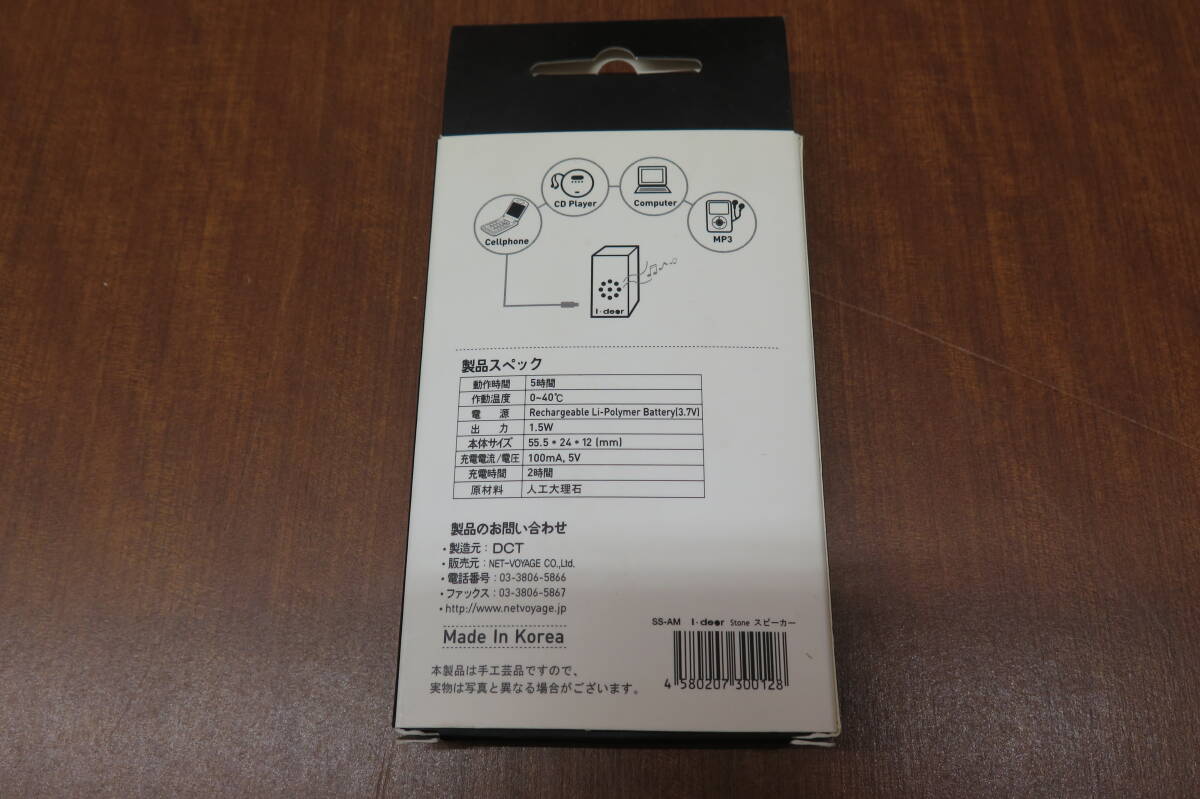 CD Player
Computer
Cellphone
MP3
I·deer
製品スペック
動作時間 5時間
作動温度 0~40℃
電 源 Rechargeable Li-Polymer Battery(3.7V)
出 力 1.5W
本体サイズ 55.5 * 24 * 12 (mm)
充電電流/電圧 100mA, 5V
充電時間 2時間
原材料 人工大理石
製品のお問い合わせ
・製造元 : DCT
・販売元 : NET-VOYAGE CO.,Ltd.
・電話番号 : 03-3806-5866
・ファックス : 03-3806-5867
・http://www.netvoyage.jp
Made In Korea
本製品は手工芸品ですので、
実物は写真と異なる場合がございます。
SS-AM I·deer Stone スピーカー
4 580207 300128